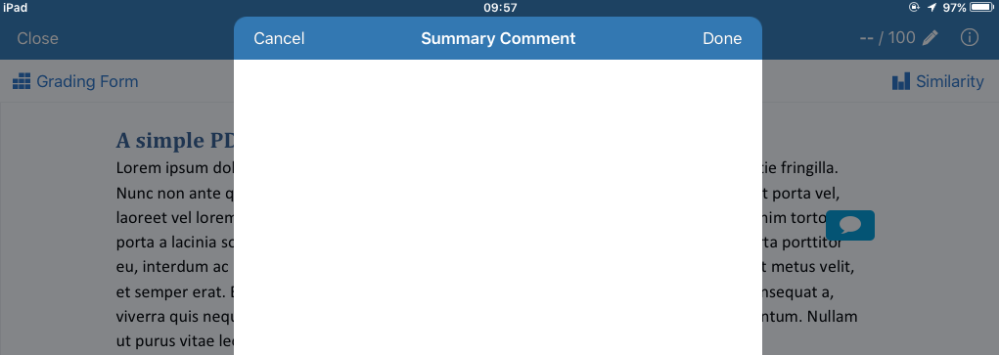 iPad 09:57 97%
Close Cancel Summary Comment Done -- / 100
Grading Form Similarity
A simple PD
Lorem ipsum dol ie fringilla.
Nunc non ante q t porta vel,
laoreet vel lorem nim torto
porta a lacinia sc rta porttitor
eu, interdum ac t metus velit,
et semper erat. E nsequat a,
viverra quis nequ ntum. Nullam
ut purus vitae leo